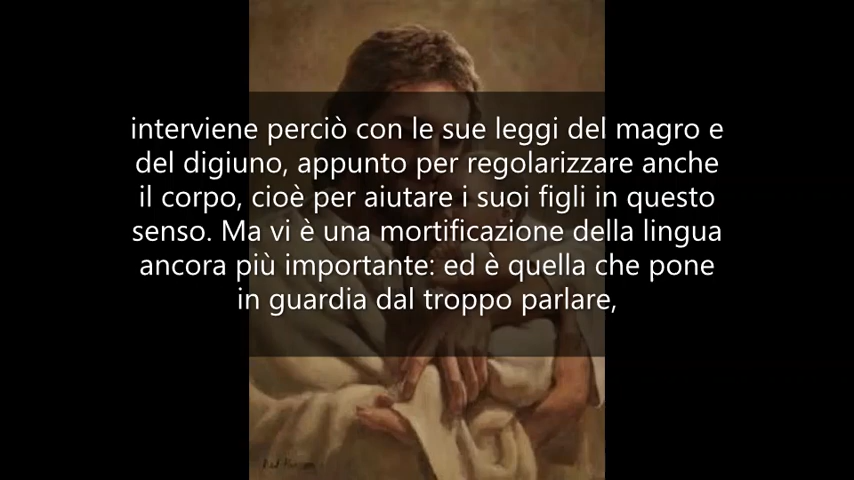 interviene perciò con le sue leggi del magro e
del digiuno, appunto per regolarizzare anche
il corpo, cioè per aiutare i suoi figli in questo
senso. Ma vi è una mortificazione della lingua
ancora più importante: ed è quella che pone
in guardia dal troppo parlare,